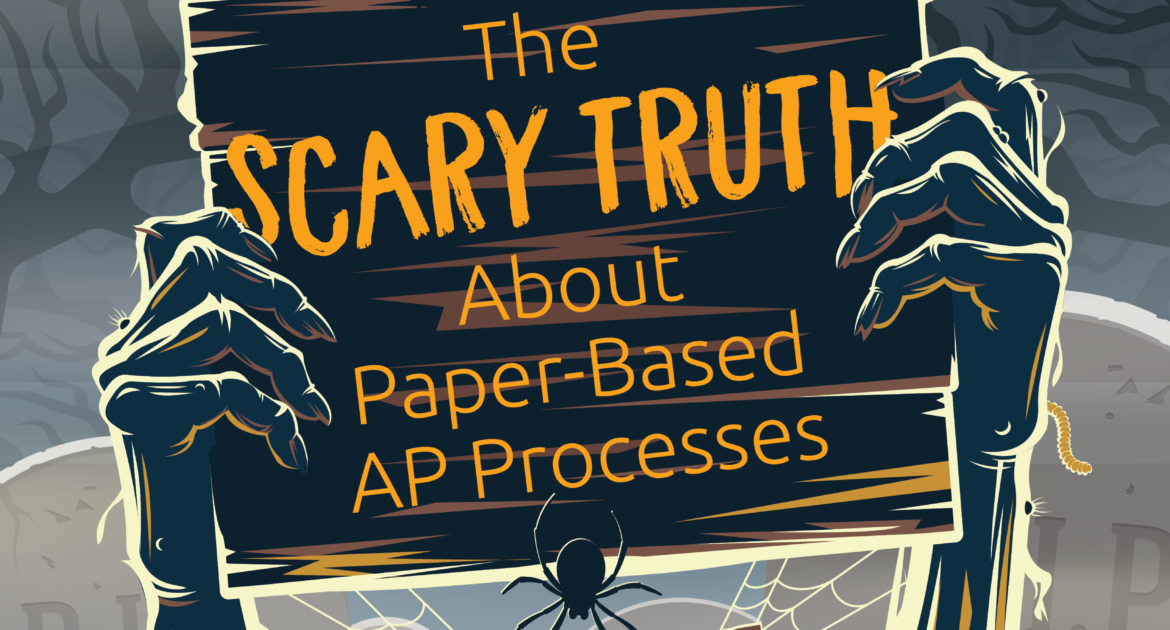 The
SCARY TRUTH
About
Paper-Based
AP Processes